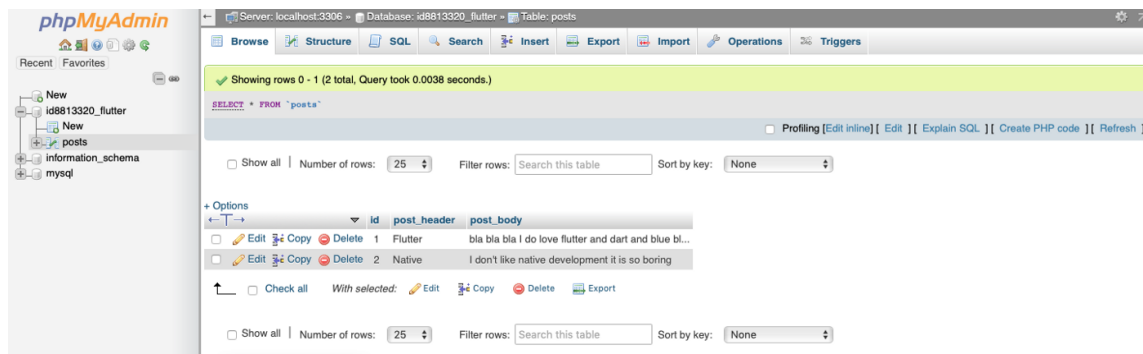 phpMyAdmin
Recent Favorites
New
id8813320_flutter
New
posts
information_schema
mysql
Server: localhost:3306 » Database: id8813320_flutter » Table: posts
Browse Structure SQL Search Insert Export Import Operations Triggers
Showing rows 0 - 1 (2 total, Query took 0.0038 seconds.)
SELECT * FROM `posts`
Profiling [Edit inline] [ Edit ] [ Explain SQL ] [ Create PHP code ] [ Refresh ]
Show all | Number of rows: 25 Filter rows: Search this table Sort by key: None
+ Options
←T→ id post_header post_body
Edit Copy Delete 1 Flutter bla bla bla I do love flutter and dart and blue bl...
Edit Copy Delete 2 Native I don't like native development it is so boring
Check all With selected: Edit Copy Delete Export
Show all | Number of rows: 25 Filter rows: Search this table Sort by key: None